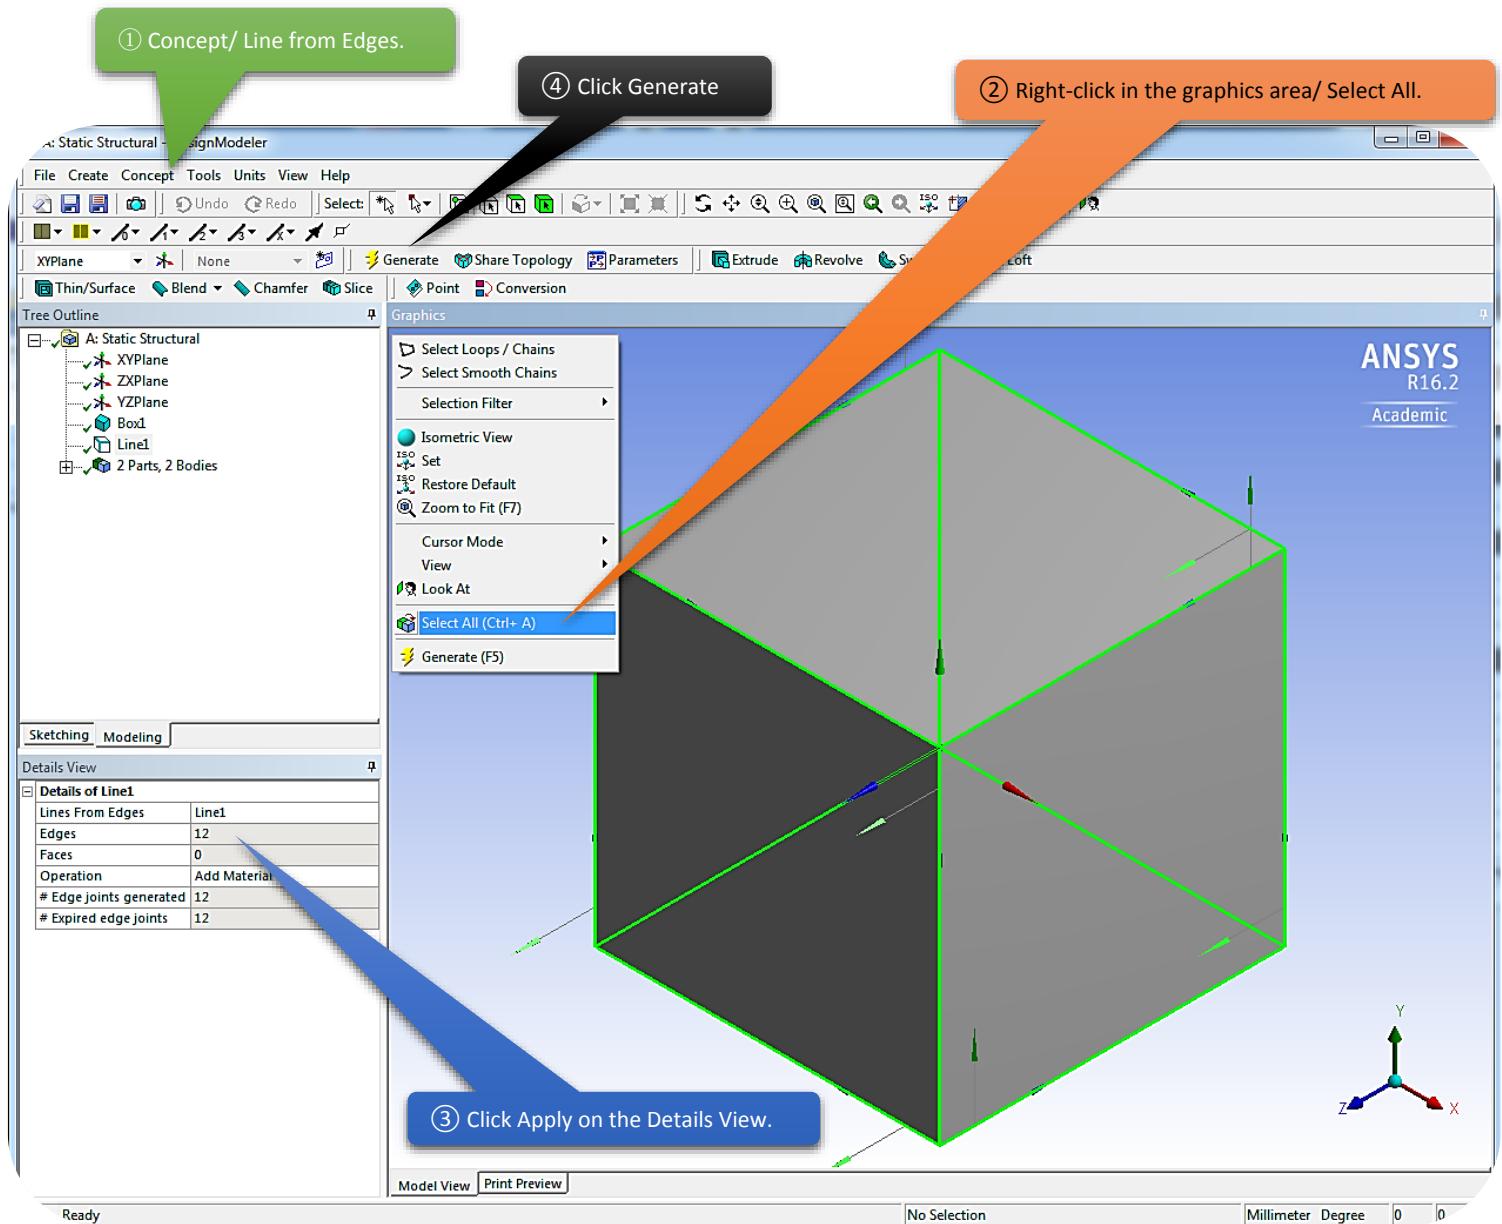 ① Concept/ Line from Edges.
④ Click Generate
② Right-click in the graphics area/ Select All.
A: Static Structural - DesignModeler
File Create Concept Tools Units View Help
Undo Redo Select:
XYPlane None Generate Share Topology Parameters Extrude Revolve
Thin/Surface Blend Chamfer Slice Point Conversion
Tree Outline
A: Static Structural
XYPlane
ZXPlane
YZPlane
Box1
Line1
2 Parts, 2 Bodies
Sketching Modeling
Graphics
Select Loops / Chains
Select Smooth Chains
Selection Filter
Isometric View
ISO Set
ISO Restore Default
Zoom to Fit (F7)
Cursor Mode
View
Look At
Select All (Ctrl+ A)
Generate (F5)
ANSYS
R16.2
Academic
Details View
Details of Line1
Lines From Edges Line1
Edges 12
Faces 0
Operation Add Material
# Edge joints generated 12
# Expired edge joints 12
③ Click Apply on the Details View.
Y
Z X
Model View Print Preview
Ready No Selection Millimeter Degree 0 0